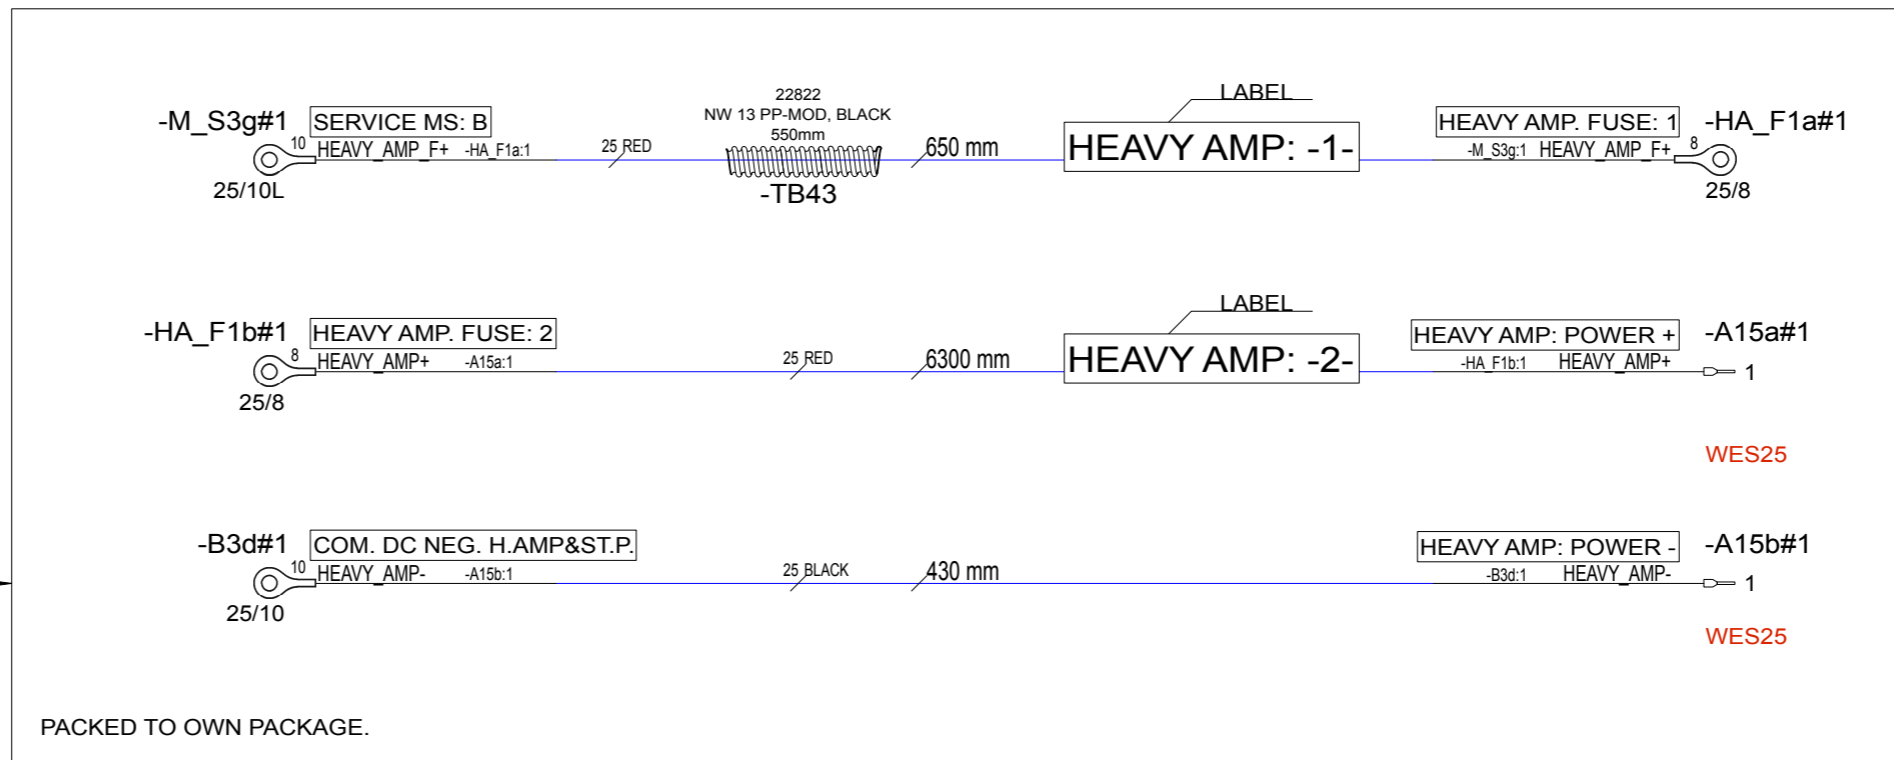 22822
NW 13 PP-MOD, BLACK
550mm
LABEL
-M_S3g#1 SERVICE MS: B HEAVY AMP. FUSE: 1 -HA_F1a#1
10 HEAVY_AMP_F+ -HA_F1a:1 25 RED 650 mm HEAVY AMP: -1- -M_S3g:1 HEAVY_AMP_F+ 8
25/10L -TB43 25/8
LABEL
-HA_F1b#1 HEAVY AMP. FUSE: 2 HEAVY AMP: POWER + -A15a#1
8 HEAVY_AMP+ -A15a:1 25 RED 6300 mm HEAVY AMP: -2- -HA_F1b:1 HEAVY_AMP+ 1
25/8
WES25
-B3d#1 COM. DC NEG. H.AMP&ST.P. HEAVY AMP: POWER - -A15b#1
10 HEAVY_AMP- -A15b:1 25 BLACK 430 mm -B3d:1 HEAVY_AMP- 1
25/10
WES25
PACKED TO OWN PACKAGE.